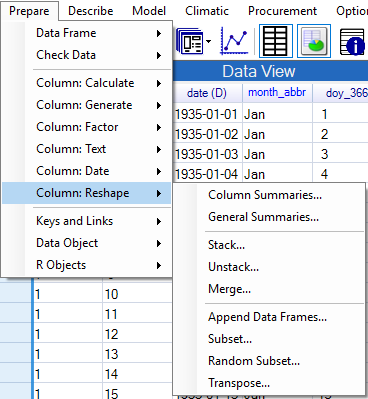 Prepare Describe Model Climatic Procurement Option
Data Frame
Check Data
Data View
Column: Calculate
date (D) month_abbr doy_366
Column: Generate
1935-01-01 Jan 1
Column: Factor
1935-01-02 Jan 2
Column: Text
1935-01-03 Jan 3
Column: Date
1935-01-04 Jan 4
Column: Reshape
Column Summaries...
Keys and Links
General Summaries...
Data Object
Stack...
R Objects
Unstack...
Merge...
1 10
1 11
Append Data Frames...
1 12
Subset...
1 13
Random Subset...
1 14
Transpose...
1 15